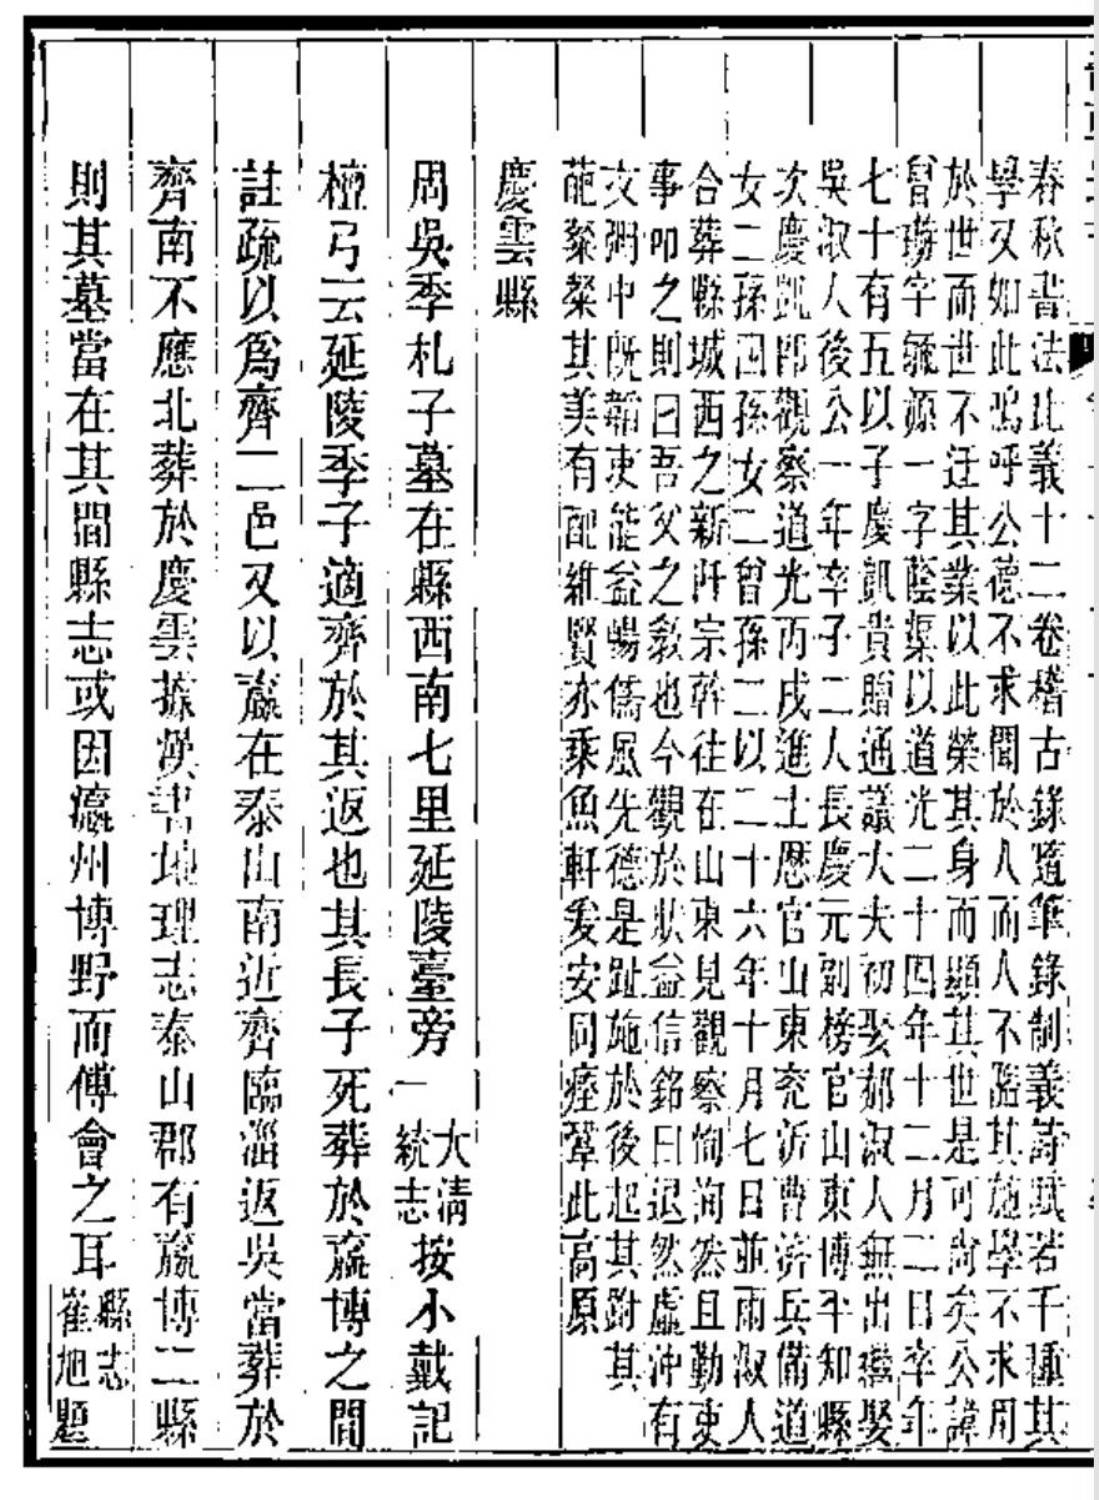 春秋書法比義十二卷稽古錄隨筆錄制義詩賦若干種其
學又如此嗚呼公德不求聞於人而人不濫其施學不求周
於世而世不汪其業以此榮其身而顯其世是可尚矣公諱
曾字毓源一字蔭渠以道光二十四年十二月二日卒年
七十有五以子慶凱貴贈通議大夫初娶郝淑人無出繼娶
吳淑人後公一年卒子二人長慶元副榜官山東博平知縣
次慶凱即觀察道光丙戌進士歷官山東兗沂曹濟兵備道
女二孫四孫女二曾孫二以二十六年十月七日並兩淑人
合葬縣城西之新阡宗幹往在山東見觀察恂恂然且勤吏
事叩之則曰吾父之教也今觀於狀益信銘曰退然虛沖有
文弸中既韜吏能益暢儒風先德是趾施於後起其跗其
葩粲粲其美有配維賢亦乘魚軒爰安同窀鞏此高原
慶雲縣
周吳季札子墓在縣西南七里延陵臺旁大清一統志按小戴記
檀弓云延陵季子適齊於其返也其長子死葬於嬴博之間
註疏以爲齊二邑又以嬴在泰山南近齊臨淄返吳當葬於
齊南不應北葬於慶雲據漢書地理志泰山郡有嬴博二縣
則其墓當在其間縣志或因瀛州博野而傅會之耳縣志崔旭題